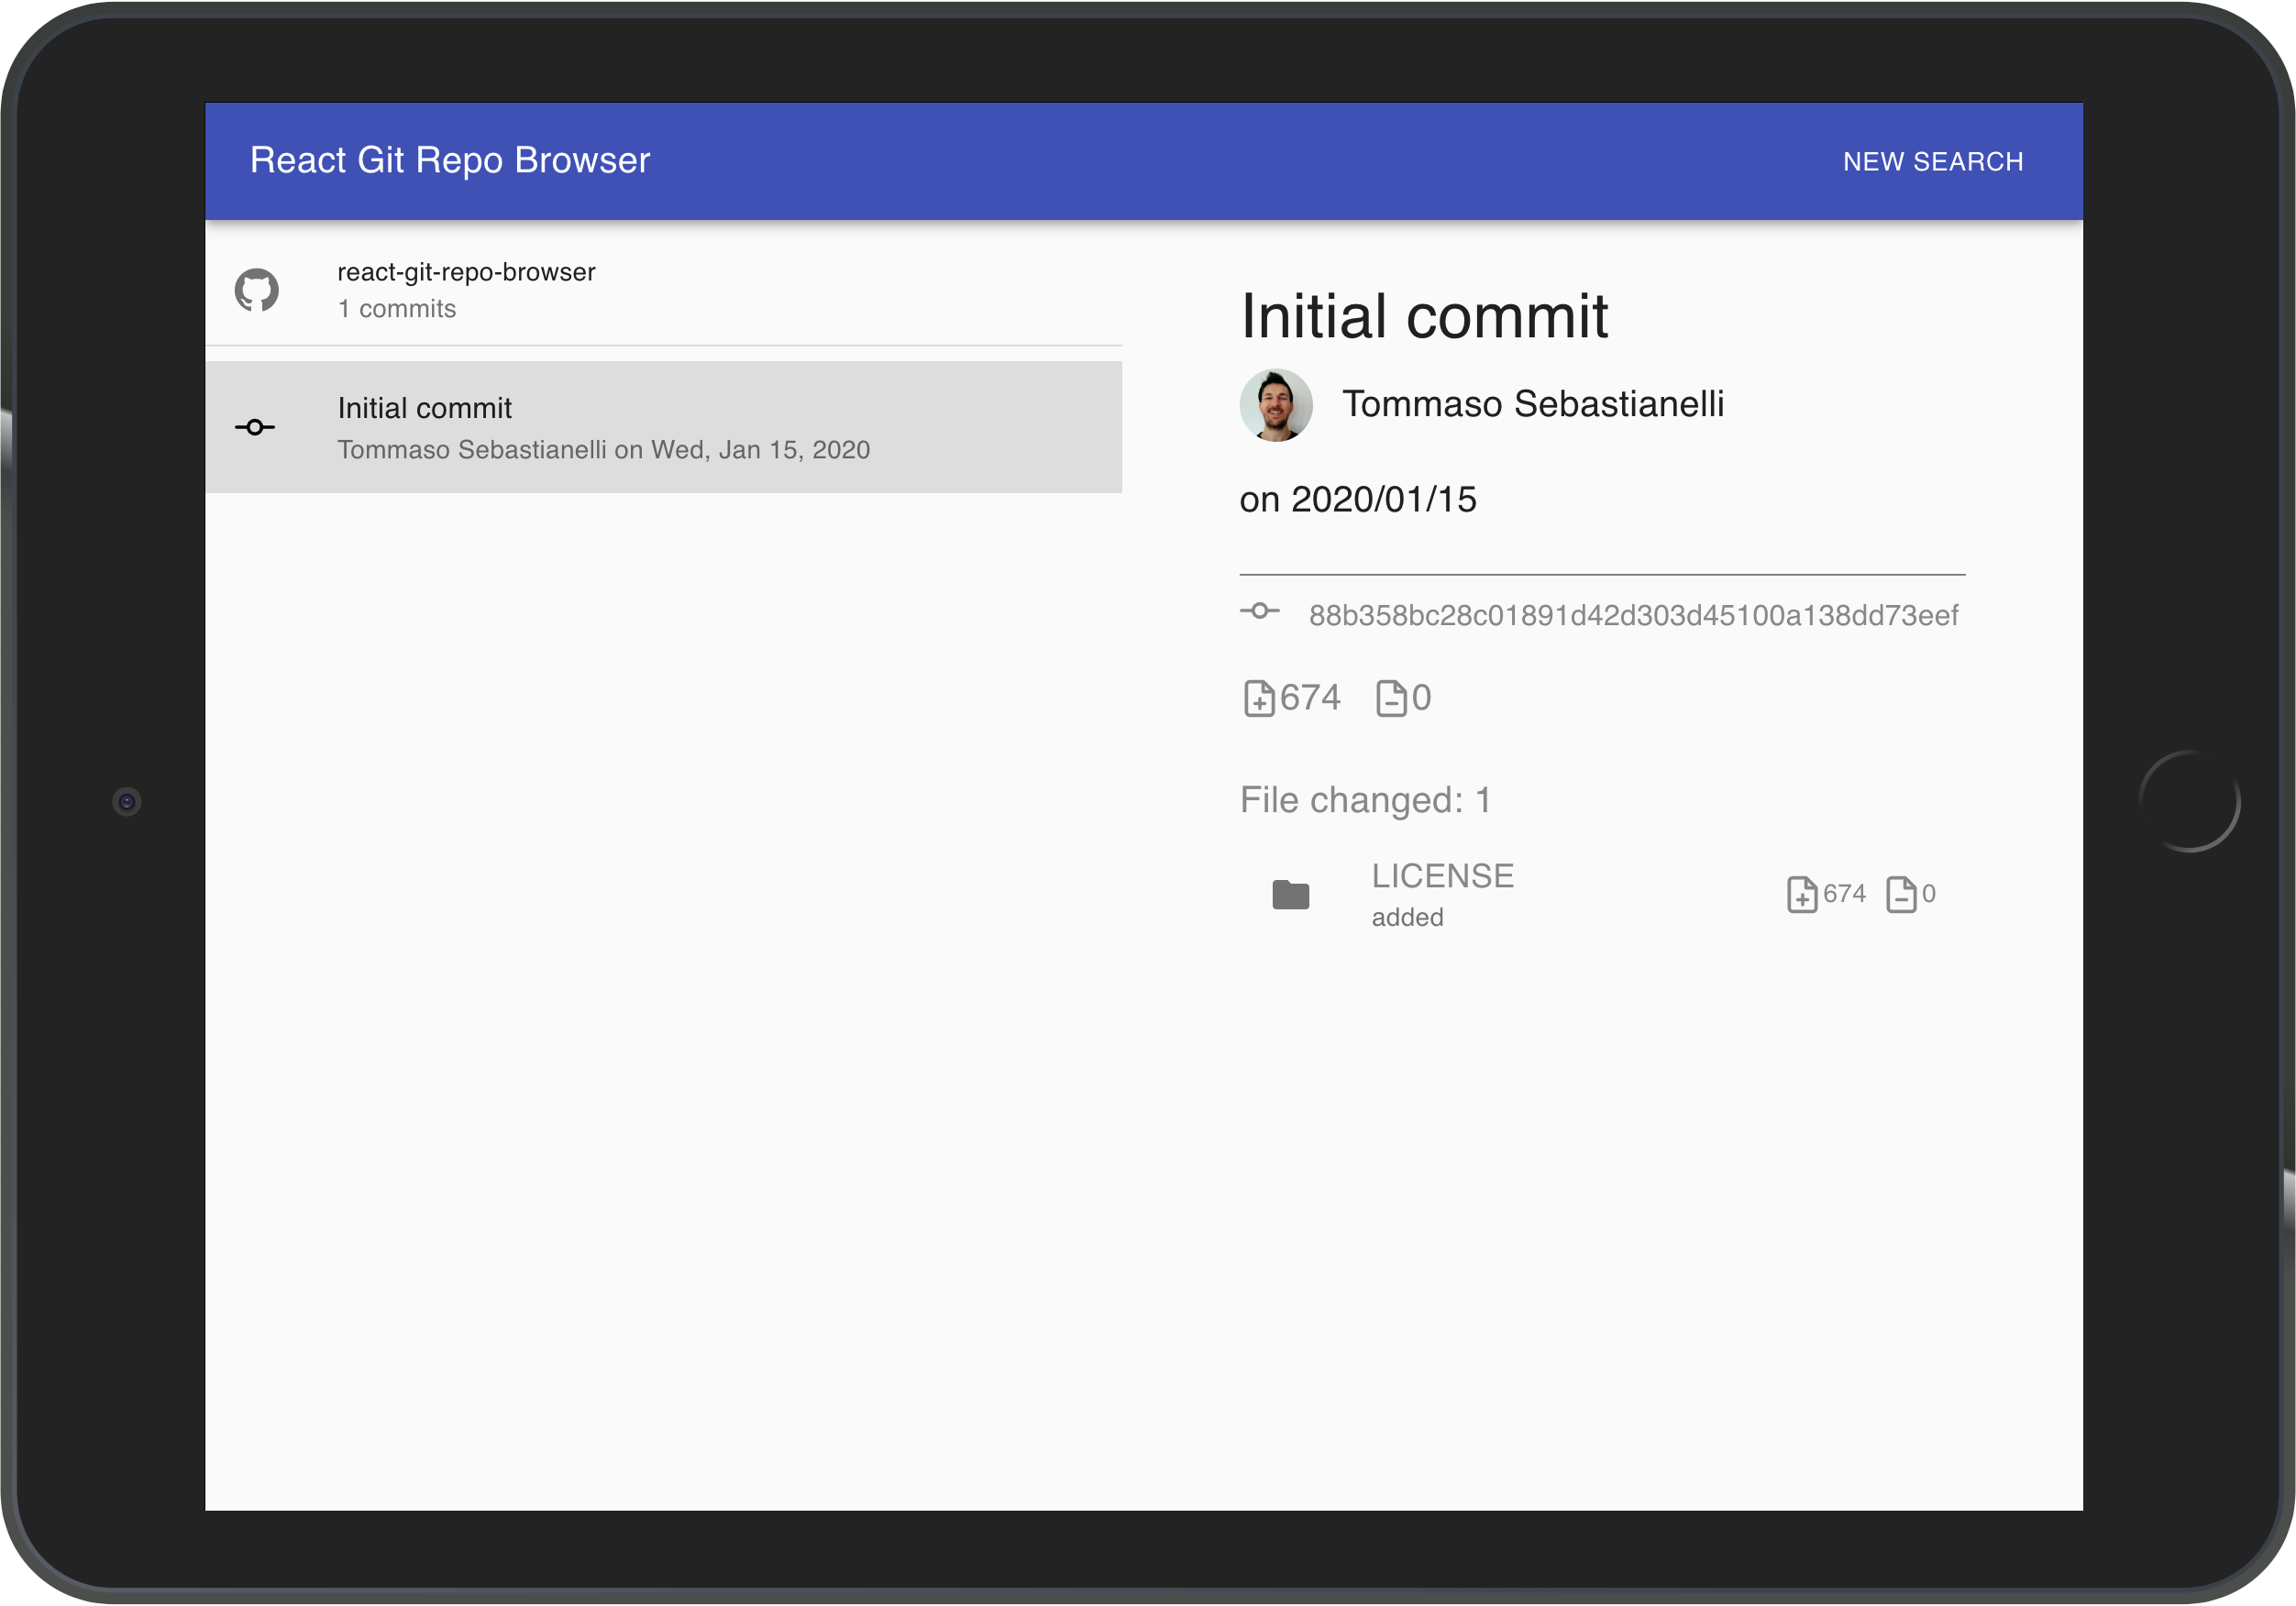 React Git Repo Browser
NEW SEARCH
react-git-repo-browser
1 commits
Initial commit
Tommaso Sebastianelli on Wed, Jan 15, 2020
Initial commit
Tommaso Sebastianelli
on 2020/01/15
88b358bc28c01891d42d303d45100a138dd73eef
674 0
File changed: 1
LICENSE
added
674 0